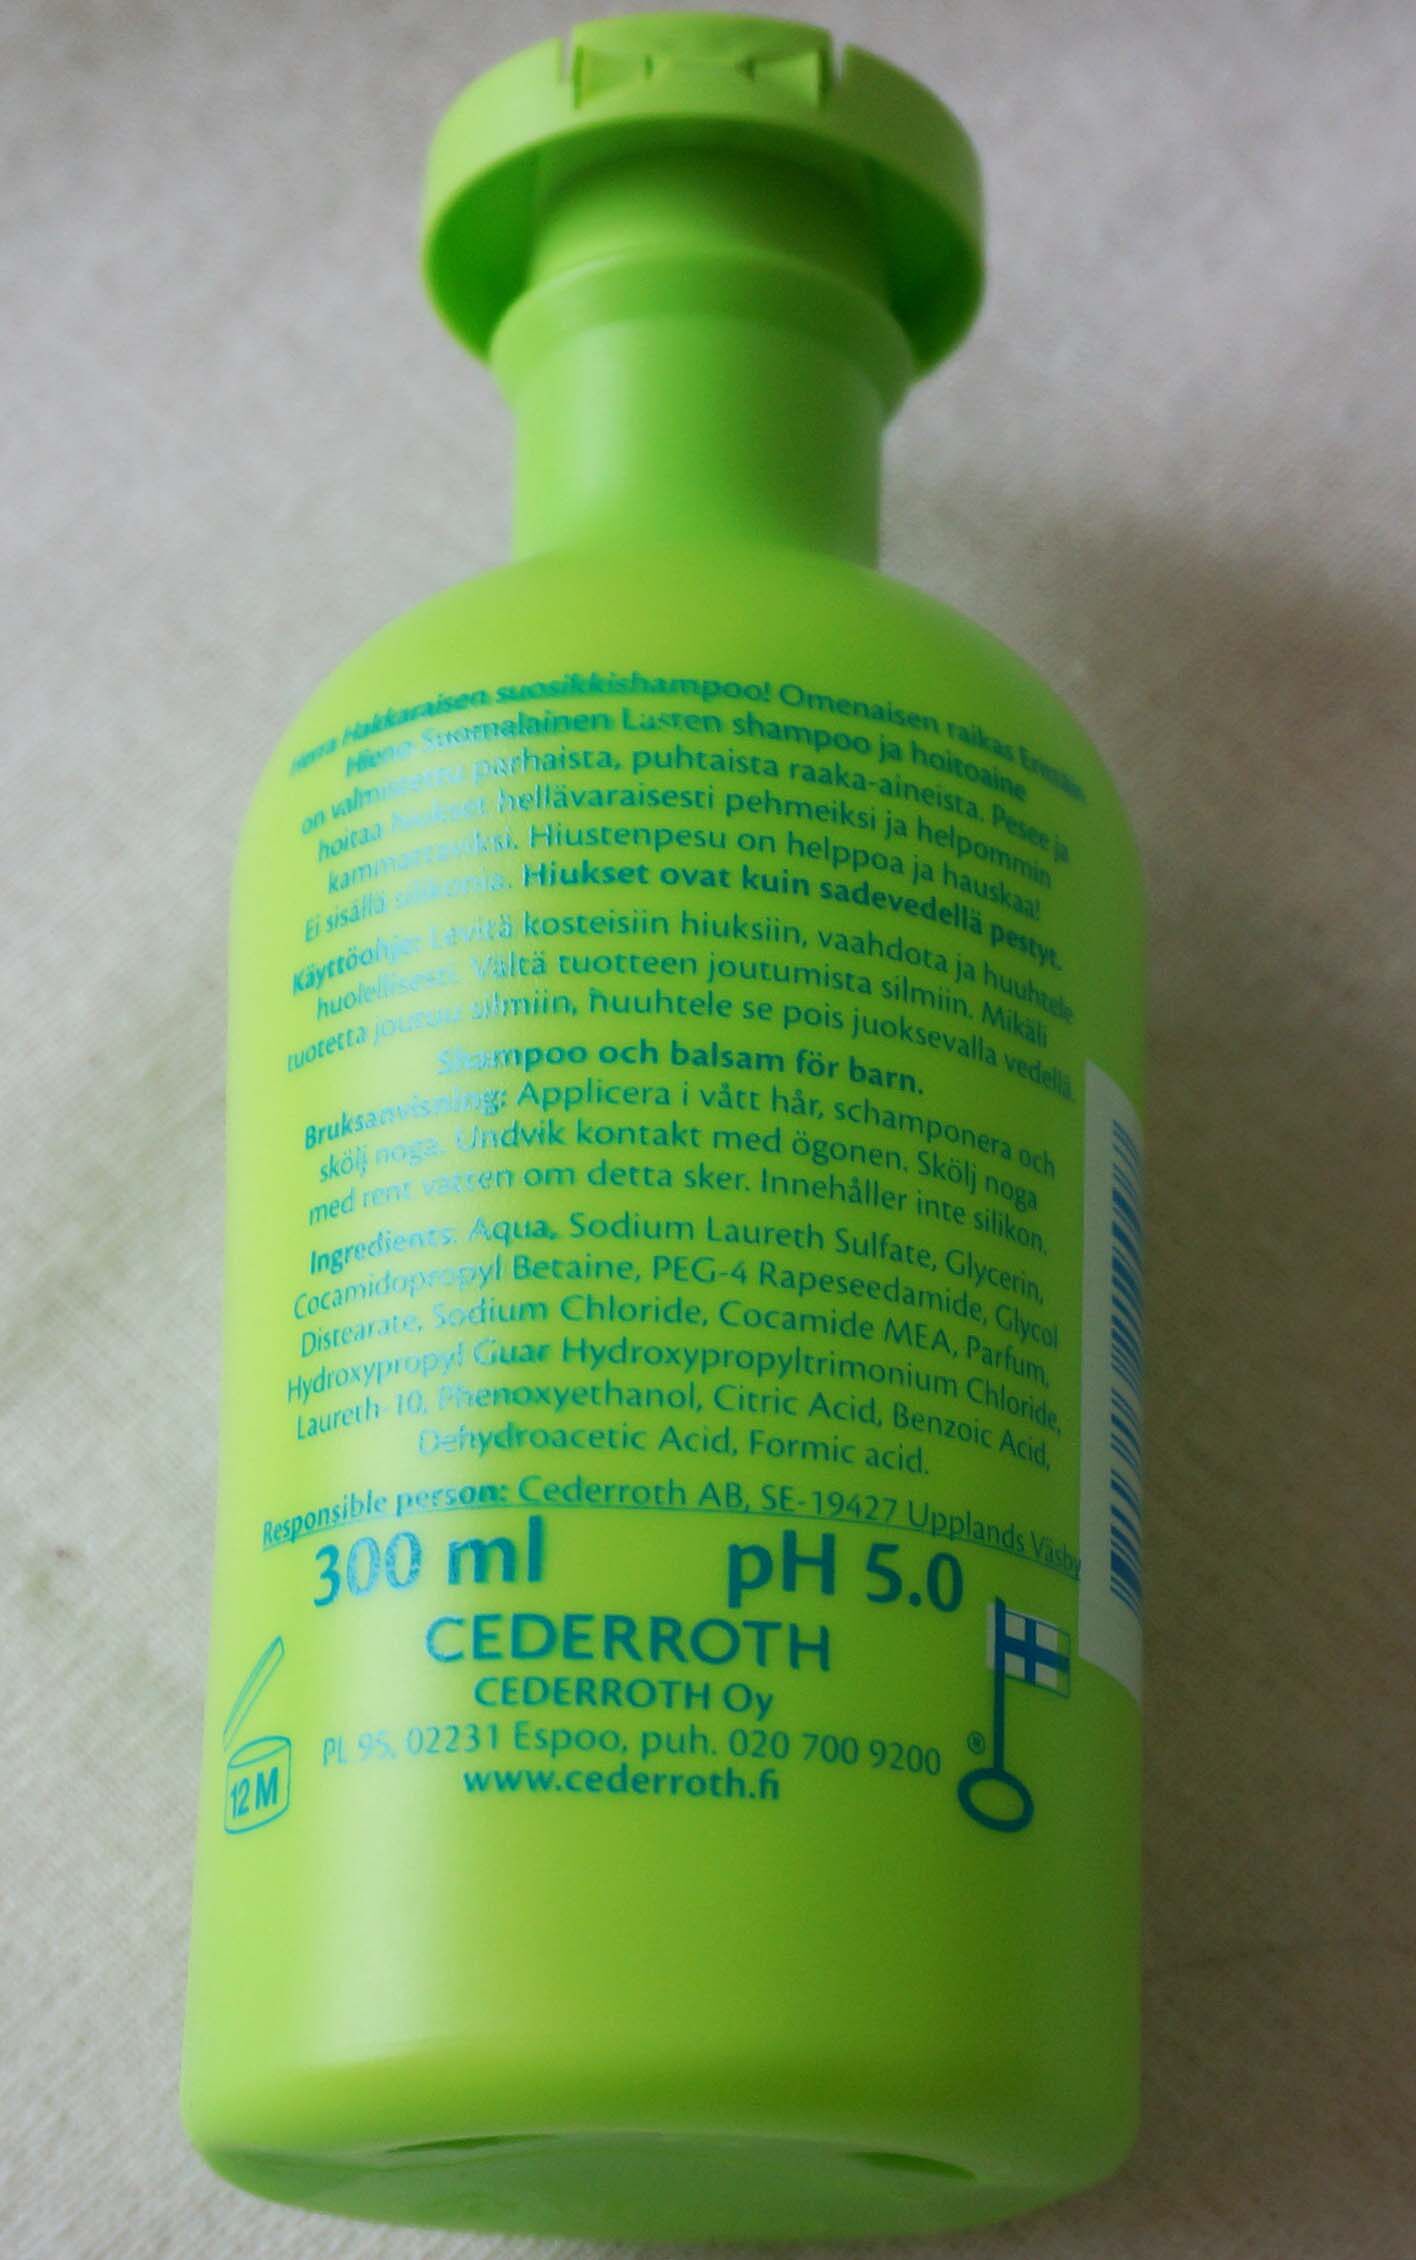 Herra Hakkaraisen suosikkishampoo! Omenaisen raikas Erittäin
Hieno Suomalainen Lasten shampoo ja hoitoaine
on valmistettu parhaista, puhtaista raaka-aineista. Pesee ja
hoitaa hiukset hellävaraisesti pehmeiksi ja helpommin
kammattaviksi. Hiustenpesu on helppoa ja hauskaa!
Ei sisällä silikonia. Hiukset ovat kuin sadevedellä pestyt.
Käyttöohje: Levitä kosteisiin hiuksiin, vaahdota ja huuhtele
huolellisesti. Vältä tuotteen joutumista silmiin. Mikäli
tuotetta joutuu silmiin, huuhtele se pois juoksevalla vedellä.
Shampoo och balsam för barn.
Bruksanvisning: Applicera i vått hår, schamponera och
skölj noga. Undvik kontakt med ögonen. Skölj noga
med rent vatten om detta sker. Innehåller inte silikon.
Ingredients: Aqua, Sodium Laureth Sulfate, Glycerin,
Cocamidopropyl Betaine, PEG-4 Rapeseedamide, Glycol
Distearate, Sodium Chloride, Cocamide MEA, Parfum,
Hydroxypropyl Guar Hydroxypropyltrimonium Chloride,
Laureth-10, Phenoxyethanol, Citric Acid, Benzoic Acid,
Dehydroacetic Acid, Formic acid.
Responsible person: Cederroth AB, SE-19427 Upplands Väsby
300 ml pH 5.0
CEDERROTH
CEDERROTH Oy
PL 95, 02231 Espoo, puh. 020 700 9200
www.cederroth.fi
12 M
®